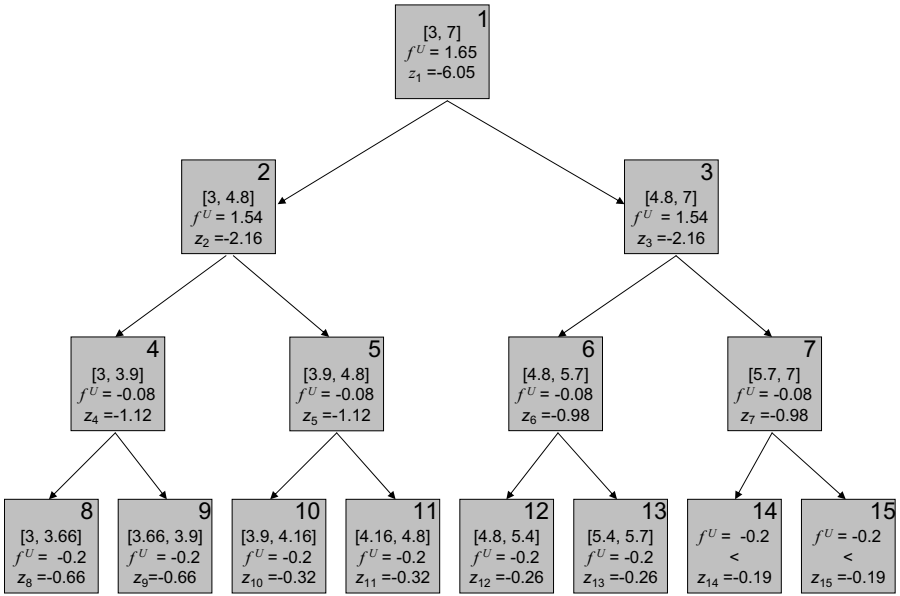 1
[3, 7]
f^U = 1.65
z_1 =-6.05
2
[3, 4.8]
f^U = 1.54
z_2 =-2.16
3
[4.8, 7]
f^U = 1.54
z_3 =-2.16
4
[3, 3.9]
f^U = -0.08
z_4 =-1.12
5
[3.9, 4.8]
f^U = -0.08
z_5 =-1.12
6
[4.8, 5.7]
f^U = -0.08
z_6 =-0.98
7
[5.7, 7]
f^U = -0.08
z_7 =-0.98
8
[3, 3.66]
f^U = -0.2
z_8 =-0.66
9
[3.66, 3.9]
f^U = -0.2
z_9=-0.66
10
[3.9, 4.16]
f^U = -0.2
z_10 =-0.32
11
[4.16, 4.8]
f^U = -0.2
z_11 =-0.32
12
[4.8, 5.4]
f^U = -0.2
z_12 =-0.26
13
[5.4, 5.7]
f^U = -0.2
z_13 =-0.26
14
f^U = -0.2
<
z_14 =-0.19
15
f^U = -0.2
<
z_15 =-0.19